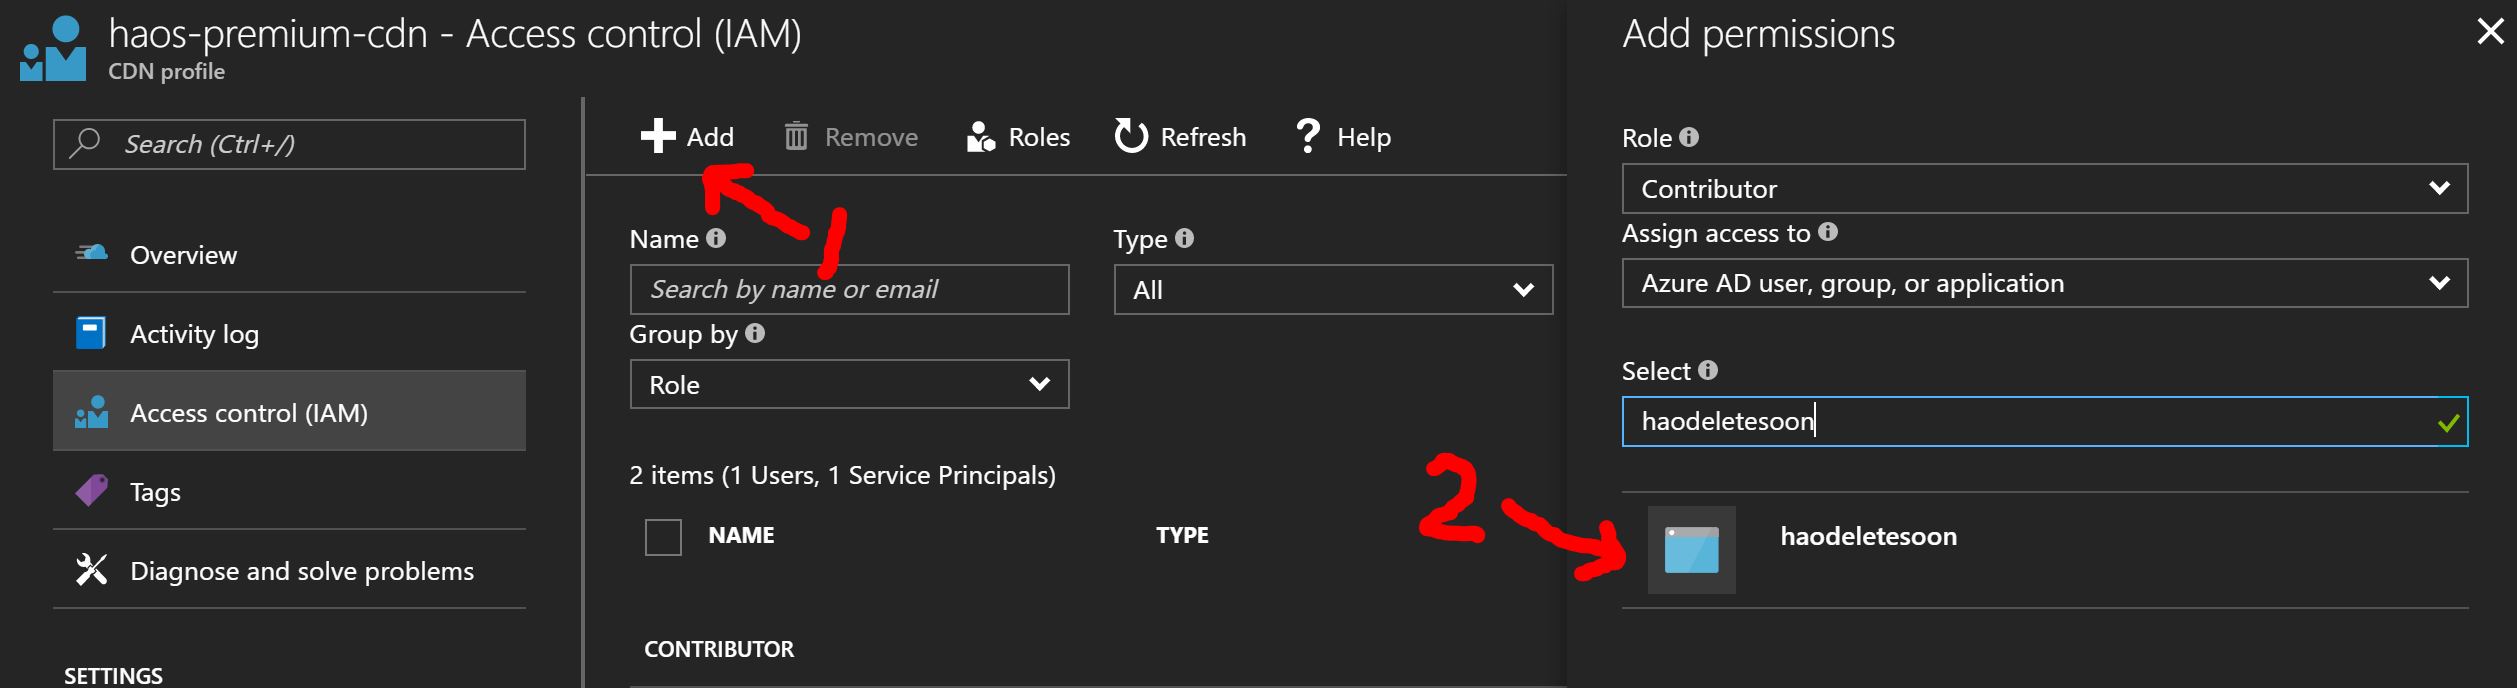 haos-premium-cdn - Access control (IAM)
CDN profile
Search (Ctrl+/)
Overview
Activity log
Access control (IAM)
Tags
Diagnose and solve problems
SETTINGS
Add Remove Roles Refresh ? Help
1
Name Type
Search by name or email All
Group by
Role
2 items (1 Users, 1 Service Principals)
NAME TYPE
CONTRIBUTOR
2
Add permissions
Role
Contributor
Assign access to
Azure AD user, group, or application
Select
haodeletesoon
haodeletesoon